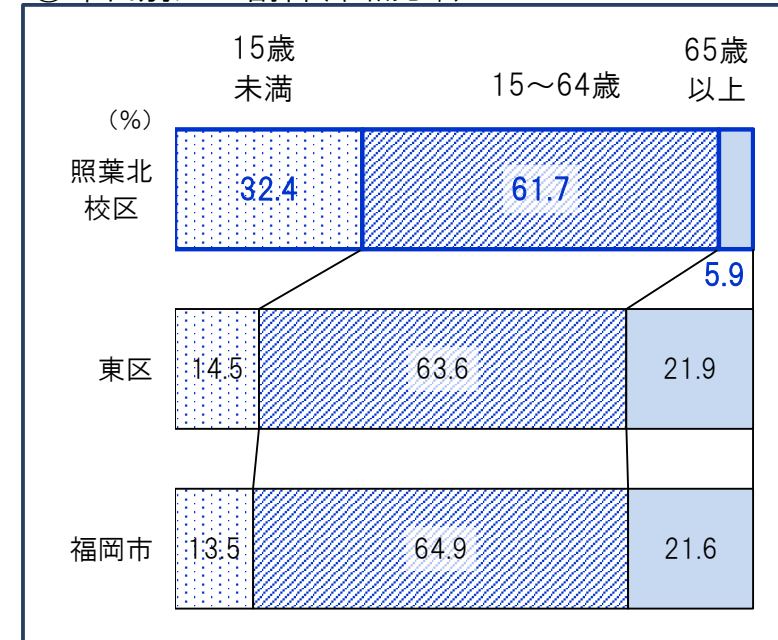 15歳
未満
15～64歳
65歳
以上
(%)
照葉北
校区
32.4
61.7
5.9
東区
14.5
63.6
21.9
福岡市
13.5
64.9
21.6